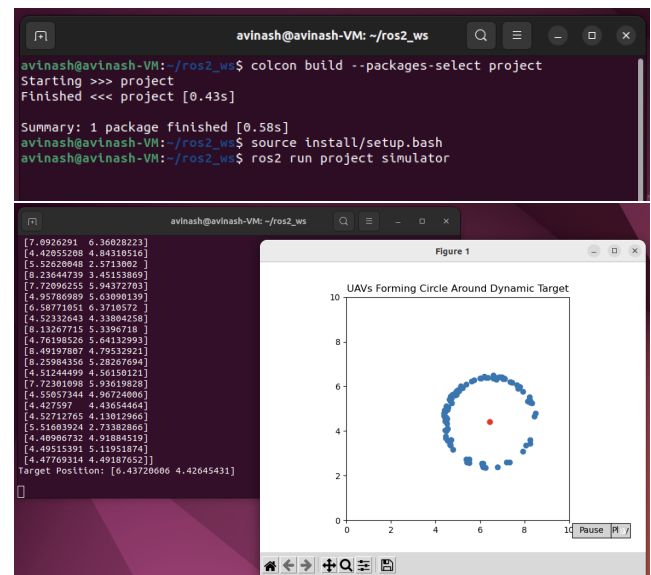 avinash@avinash-VM: ~/ros2_ws
avinash@avinash-VM:~/ros2_ws$ colcon build --packages-select project
Starting >>> project
Finished <<< project [0.43s]
Summary: 1 package finished [0.58s]
avinash@avinash-VM:~/ros2_ws$ source install/setup.bash
avinash@avinash-VM:~/ros2_ws$ ros2 run project simulator
avinash@avinash-VM: ~/ros2_ws
[7.0926291  6.36028223]
[4.42055208 4.84310516]
[5.52620048 2.5713002 ]
[8.23644739 3.45153869]
[7.72096255 5.94372703]
[4.95786989 5.63090139]
[6.58771051 6.3710572 ]
[4.52332643 4.33804258]
[8.13267715 5.3396718 ]
[4.76198526 5.64132993]
[8.49197807 4.79532921]
[8.25984356 5.28267694]
[4.51244499 4.56150121]
[7.72301098 5.93619828]
[4.55057344 4.96724006]
[4.427597   4.43654464]
[4.52712765 4.13012966]
[5.51603924 2.73382866]
[4.40906732 4.91884519]
[4.49515391 5.11951874]
[4.47769314 4.49187652]]
Target Position: [6.43720606 4.42645431]
Figure 1
UAVs Forming Circle Around Dynamic Target
10
8
6
4
2
0
0 2 4 6 8 10
Pause Play